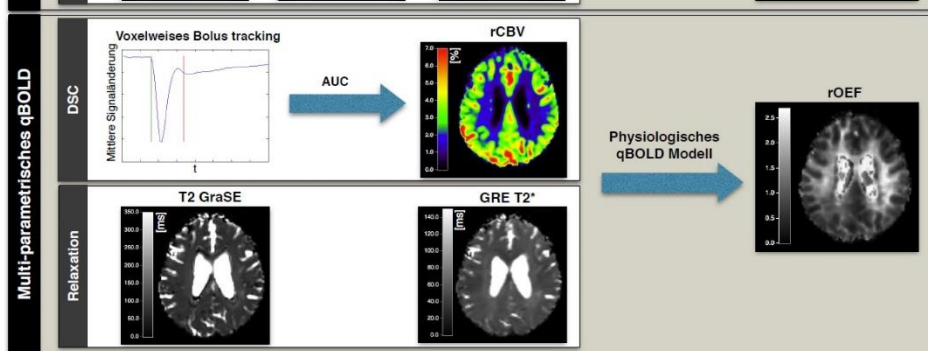 Multi-parametrisches qBOLD
DSC
Voxelweises Bolus tracking
Mittlere Signaländerung
t
AUC
rCBV
[%]
7.0
6.0
5.0
4.0
3.0
2.0
1.0
0.0
Physiologisches
qBOLD Modell
rOEF
2.5
2.0
1.5
1.0
0.5
0.0
Relaxation
T2 GraSE
[ms]
350.0
300.0
250.0
200.0
150.0
100.0
50.0
0.0
GRE T2*
[ms]
140.0
120.0
100.0
80.0
60.0
40.0
20.0
0.0